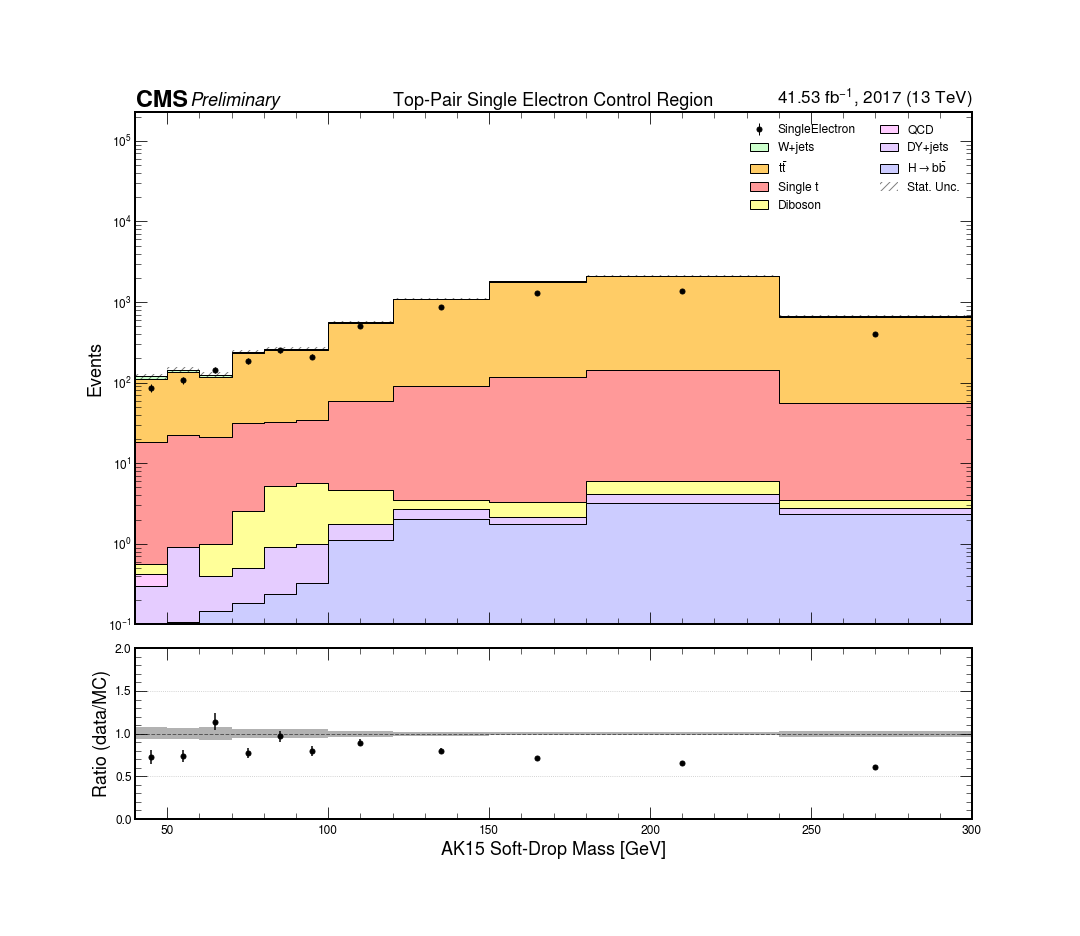 CMS Preliminary Top-Pair Single Electron Control Region 41.53 fb⁻¹, 2017 (13 TeV)
SingleElectron
W+jets
tt̄
Single t
Diboson
QCD
DY+jets
H→bb̄
Stat. Unc.
Events
10⁵
10⁴
10³
10²
10¹
10⁰
10⁻¹
Ratio (data/MC)
2.0
1.5
1.0
0.5
0.0
50 100 150 200 250 300
AK15 Soft-Drop Mass [GeV]